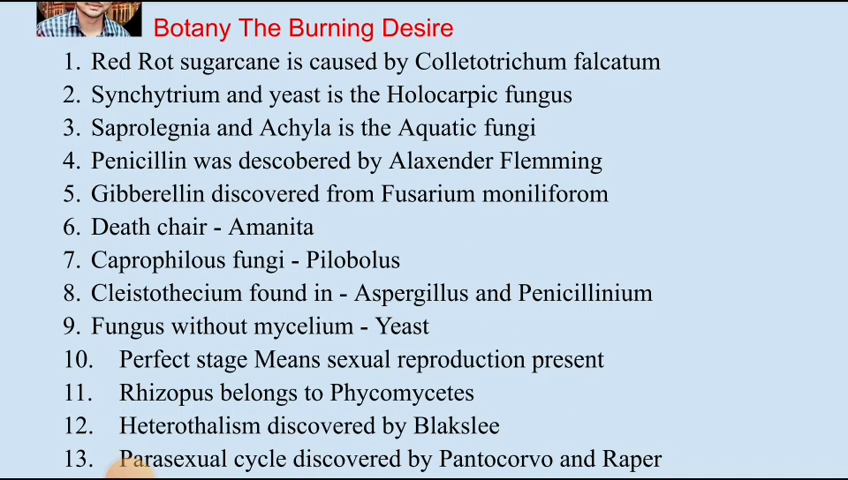 Botany The Burning Desire
1. Red Rot sugarcane is caused by Colletotrichum falcatum
2. Synchytrium and yeast is the Holocarpic fungus
3. Saprolegnia and Achyla is the Aquatic fungi
4. Penicillin was descobered by Alaxender Flemming
5. Gibberellin discovered from Fusarium moniliforom
6. Death chair - Amanita
7. Caprophilous fungi - Pilobolus
8. Cleistothecium found in - Aspergillus and Penicillinium
9. Fungus without mycelium - Yeast
10. Perfect stage Means sexual reproduction present
11. Rhizopus belongs to Phycomycetes
12. Heterothalism discovered by Blakslee
13. Parasexual cycle discovered by Pantocorvo and Raper